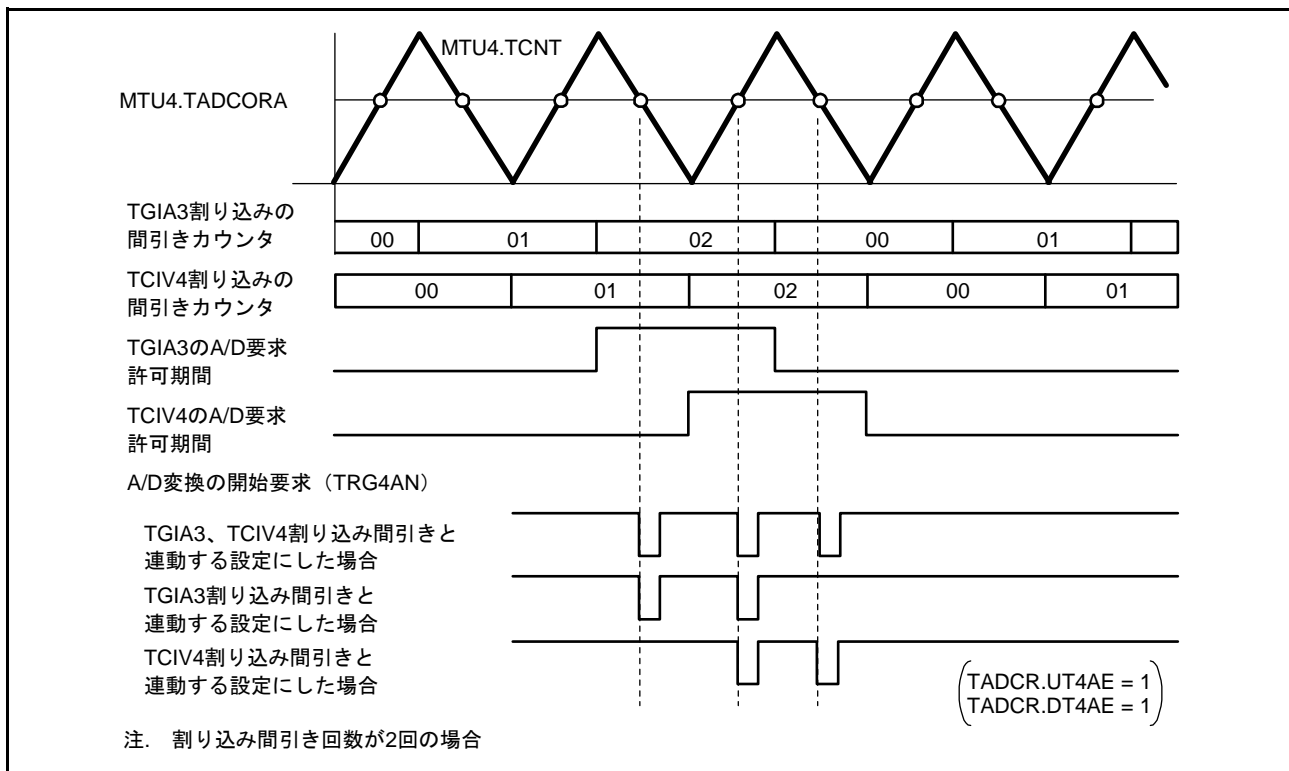 MTU4.TCNT
MTU4.TADCORA
TGIA3割り込みの
間引きカウンタ
00 01 02 00 01
TCIV4割り込みの
間引きカウンタ
00 01 02 00 01
TGIA3のA/D要求
許可期間
TCIV4のA/D要求
許可期間
A/D変換の開始要求（TRG4AN）
TGIA3、TCIV4割り込み間引きと
連動する設定にした場合
TGIA3割り込み間引きと
連動する設定にした場合
TCIV4割り込み間引きと
連動する設定にした場合
TADCR.UT4AE = 1
TADCR.DT4AE = 1
注. 割り込み間引き回数が2回の場合